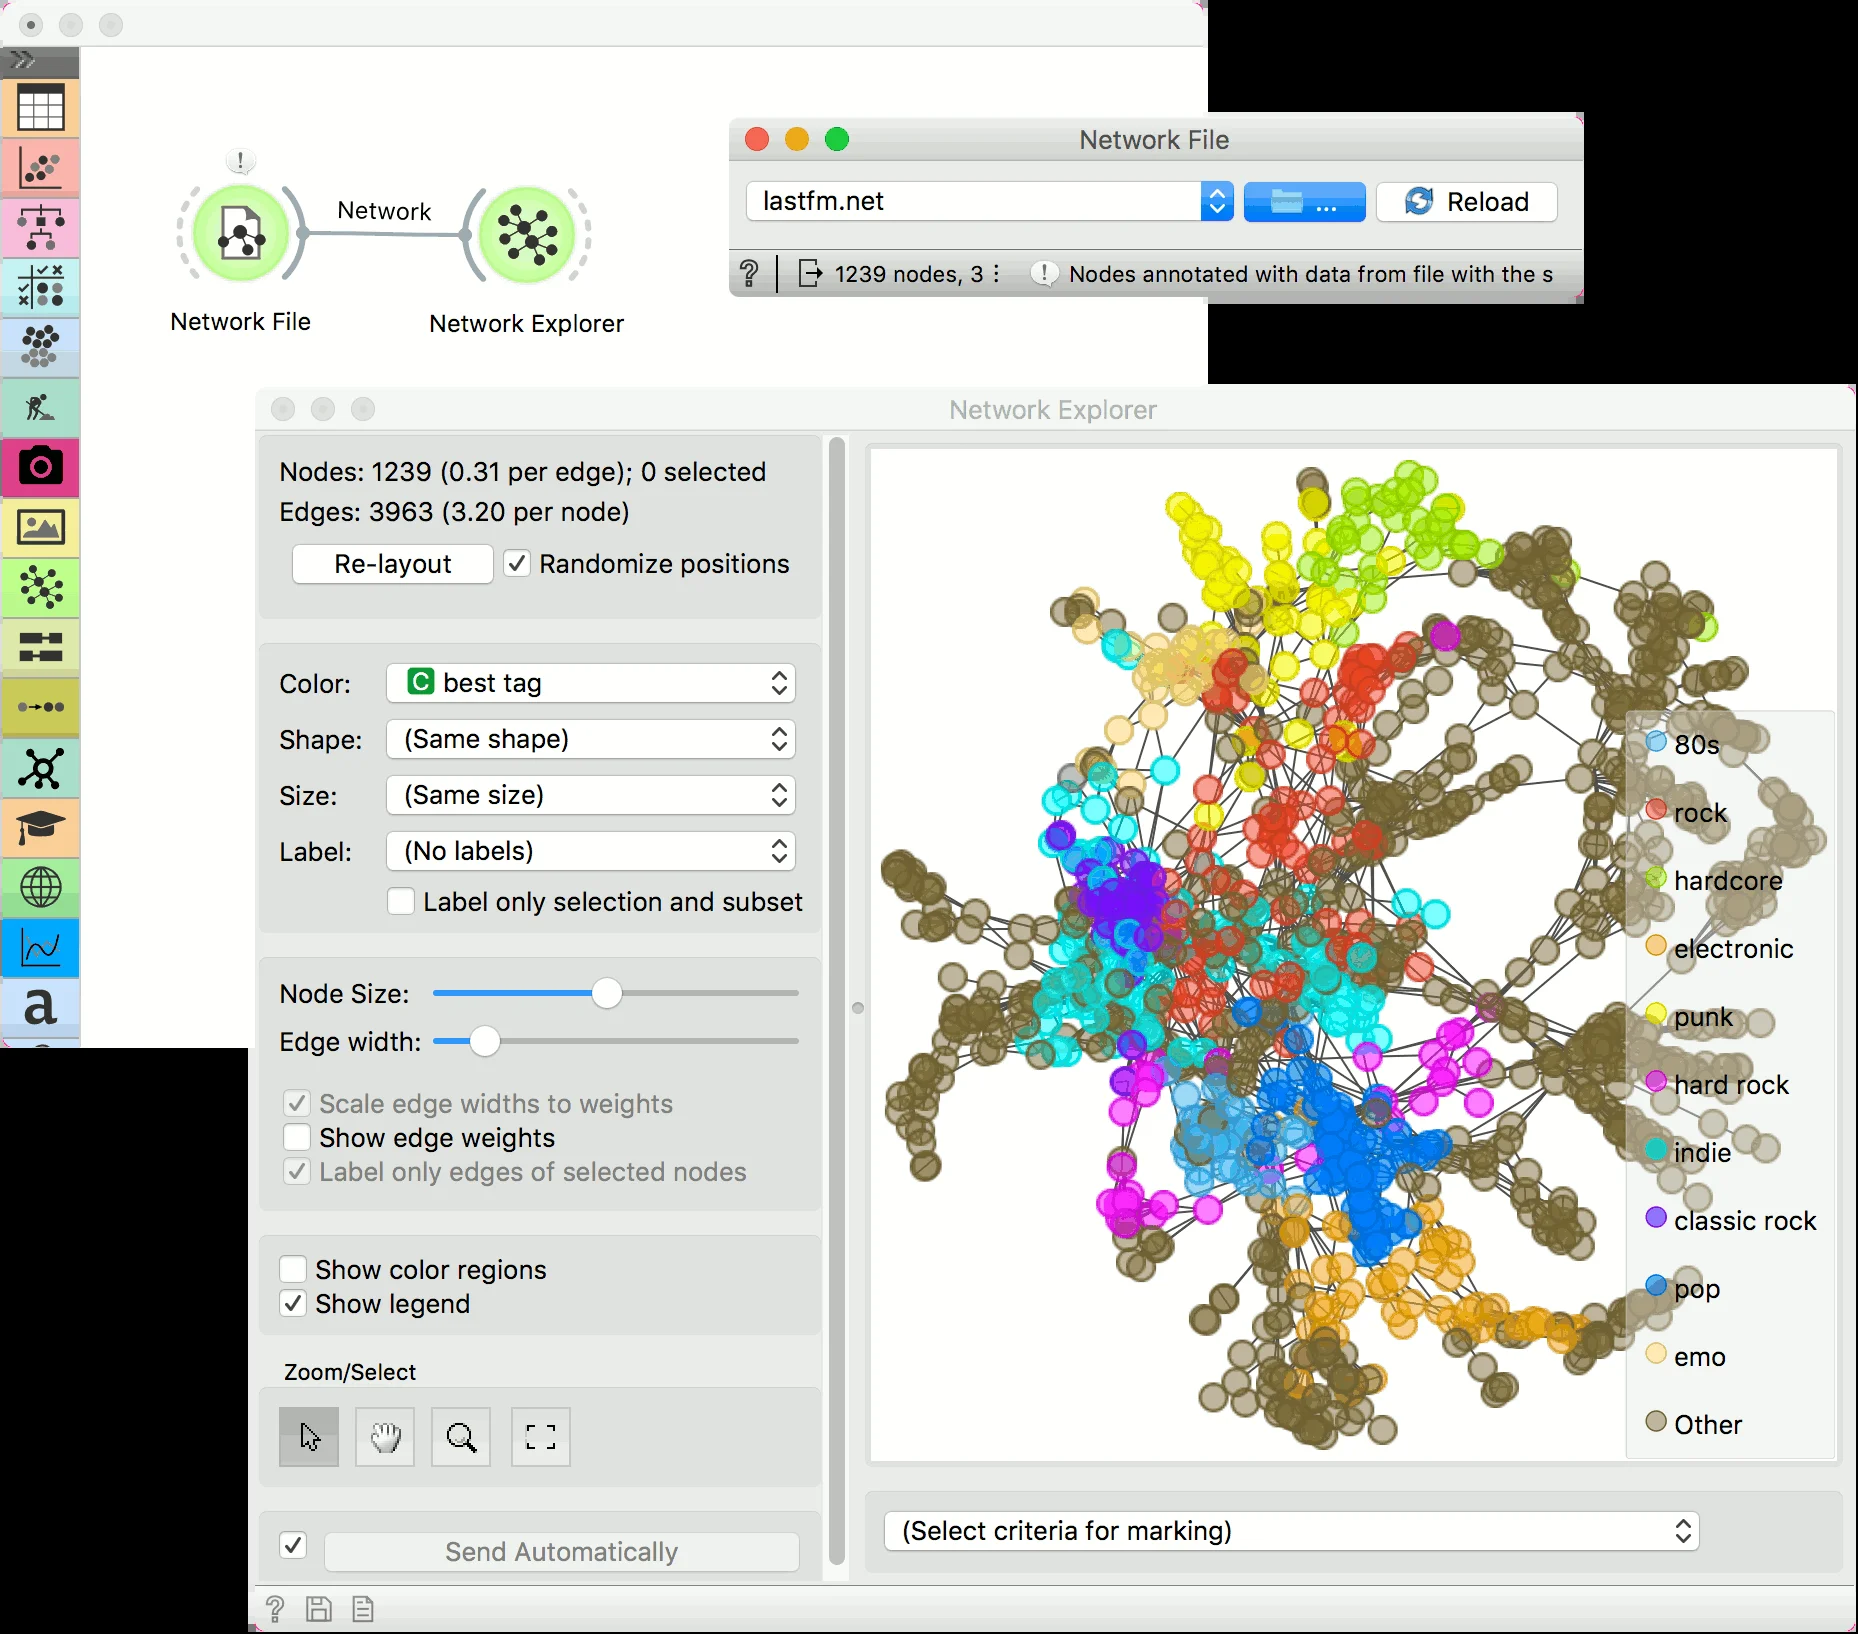 Network
Network File
Network Explorer
a
Network File
lastfm.net
...
Reload
?
1239 nodes, 3
Nodes annotated with data from file with the s
Network Explorer
Nodes: 1239 (0.31 per edge); 0 selected
Edges: 3963 (3.20 per node)
Re-layout
Randomize positions
Color:
C best tag
Shape:
(Same shape)
Size:
(Same size)
Label:
(No labels)
Label only selection and subset
Node Size:
Edge width:
Scale edge widths to weights
Show edge weights
Label only edges of selected nodes
Show color regions
Show legend
Zoom/Select
Send Automatically
?
80s
rock
hardcore
electronic
punk
hard rock
indie
classic rock
pop
emo
Other
(Select criteria for marking)